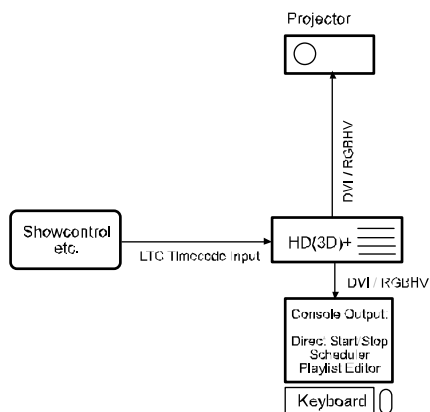 Projector
DVI / RGBHV
Showcontrol
etc.
LTC Timecode Input
HD(3D)+
DVI / RGBHV
Console Output:
Direct Start/Stop
Scheduler
Playlist Editor
Keyboard